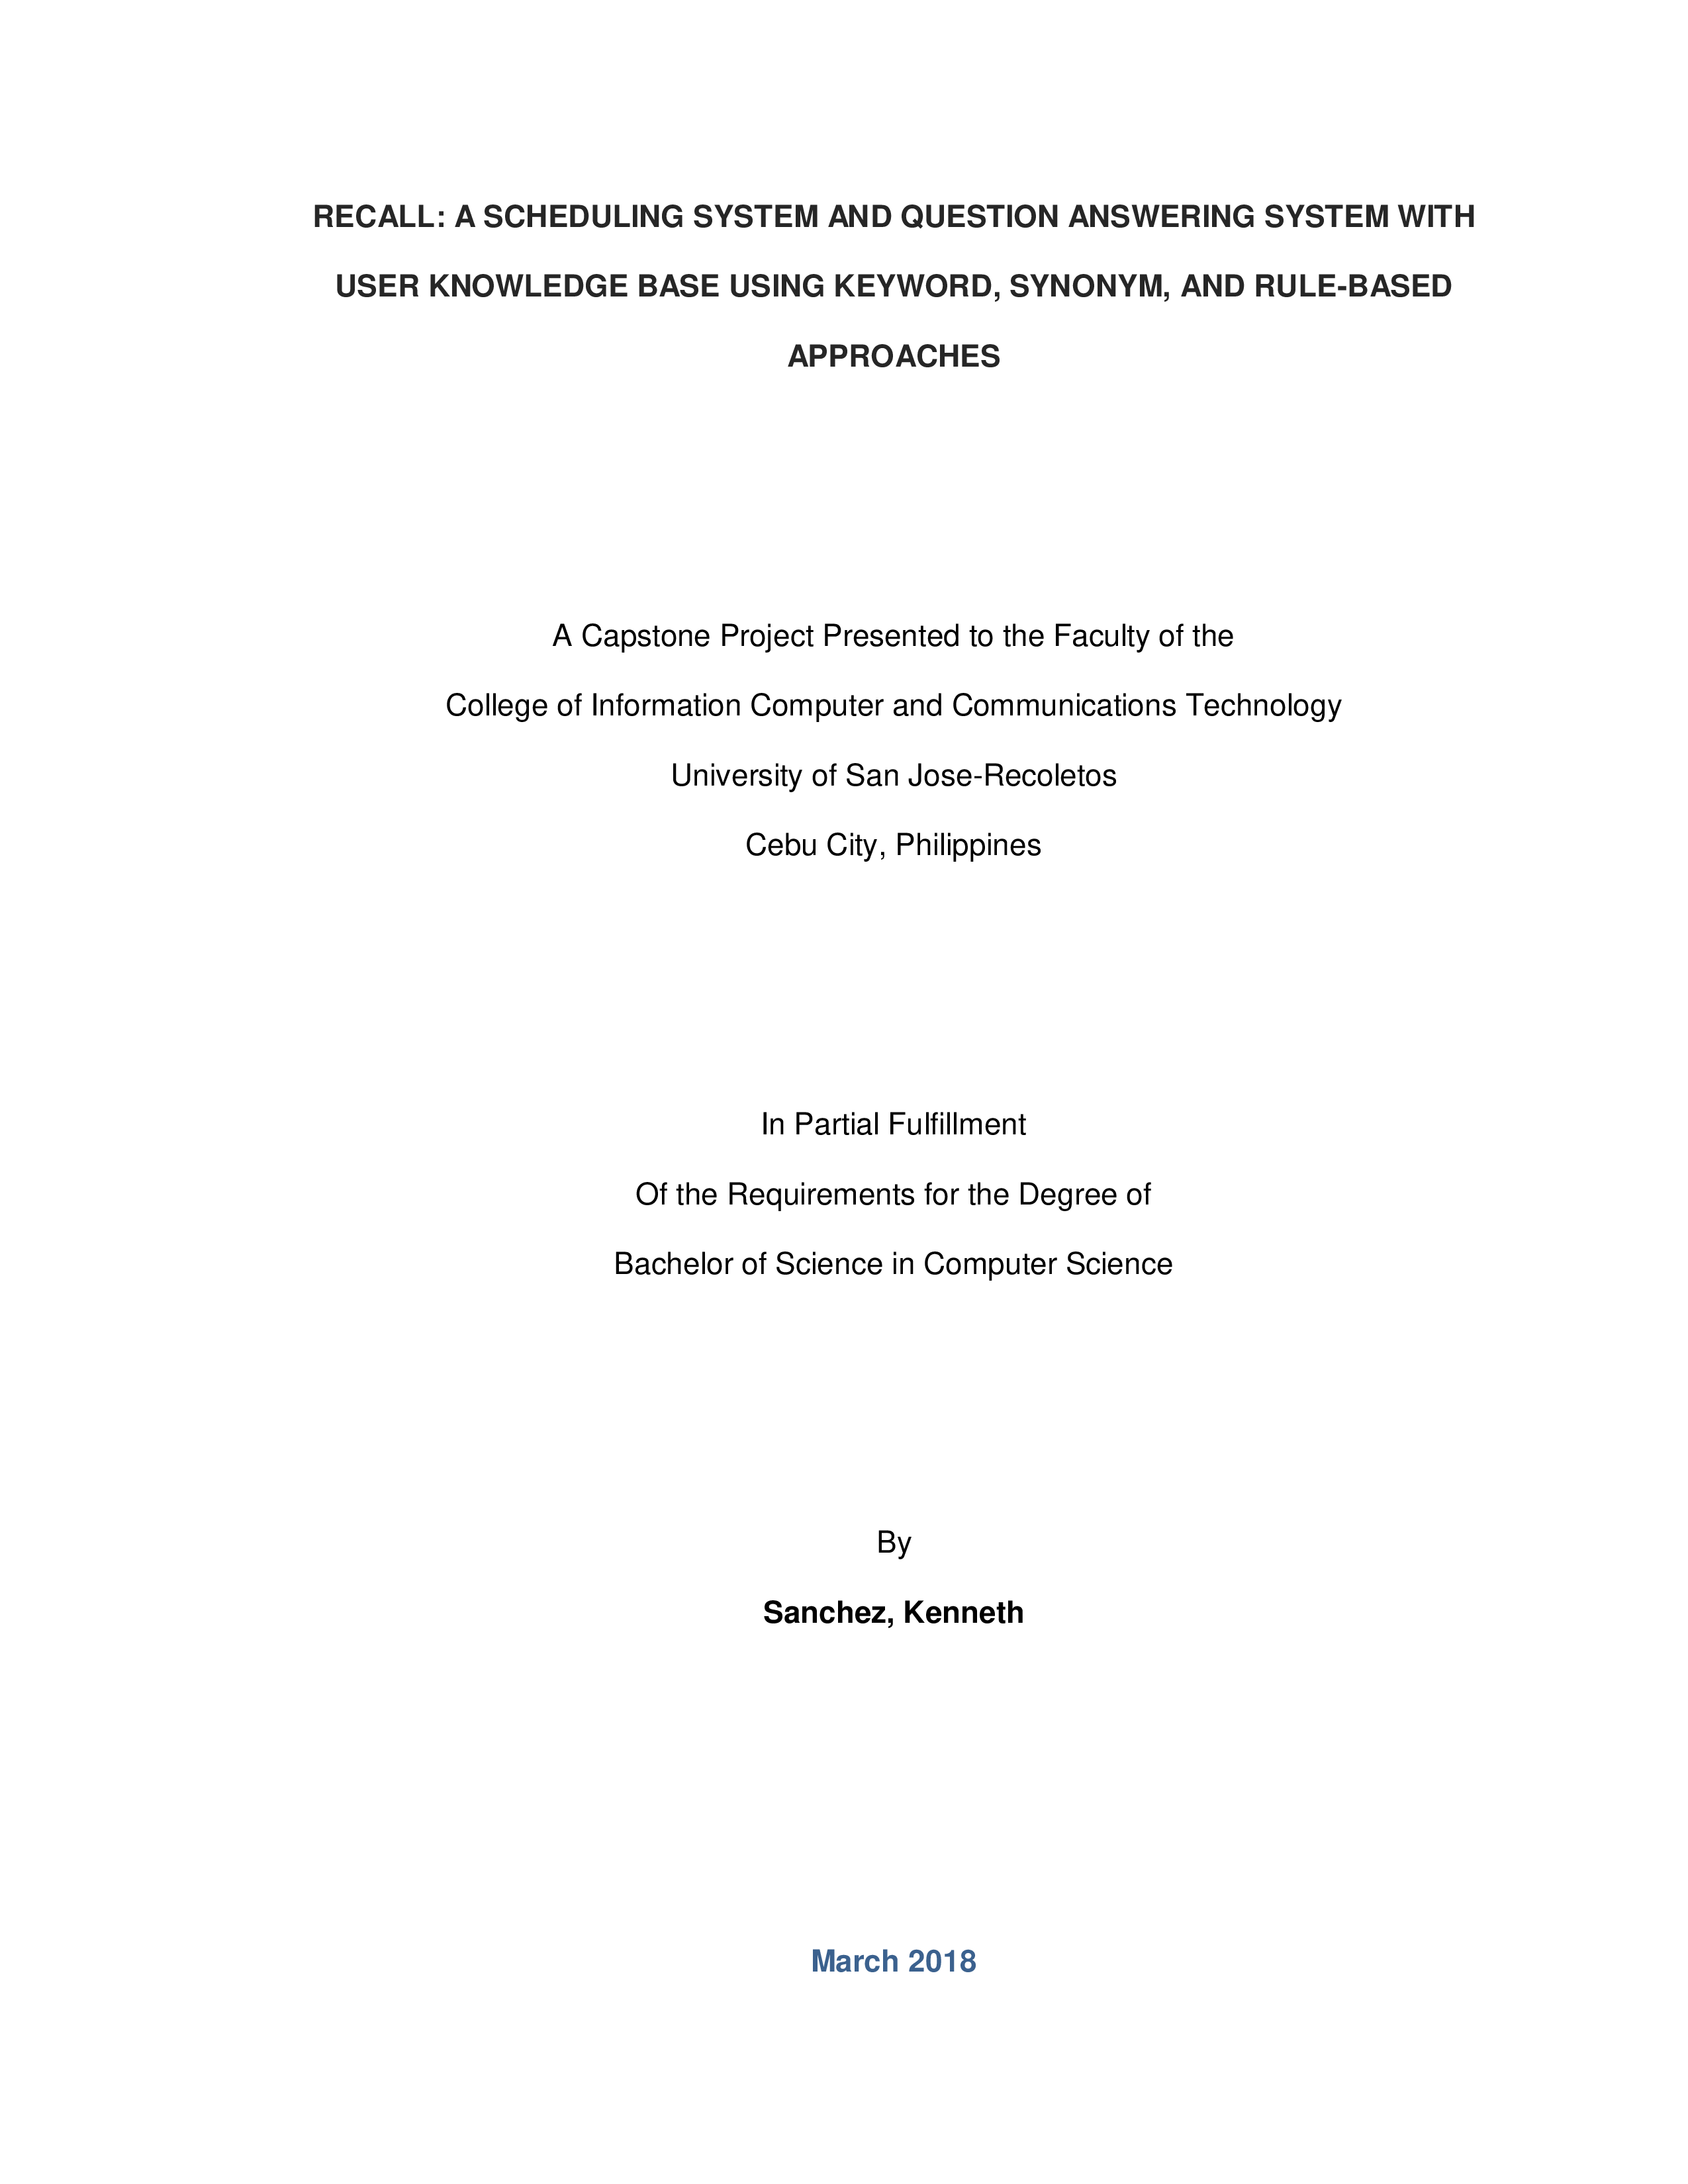 RECALL: A SCHEDULING SYSTEM AND QUESTION ANSWERING SYSTEM WITH
USER KNOWLEDGE BASE USING KEYWORD, SYNONYM, AND RULE-BASED
APPROACHES
A Capstone Project Presented to the Faculty of the
College of Information Computer and Communications Technology
University of San Jose-Recoletos
Cebu City, Philippines
In Partial Fulfillment
Of the Requirements for the Degree of
Bachelor of Science in Computer Science
By
Sanchez, Kenneth
March 2018